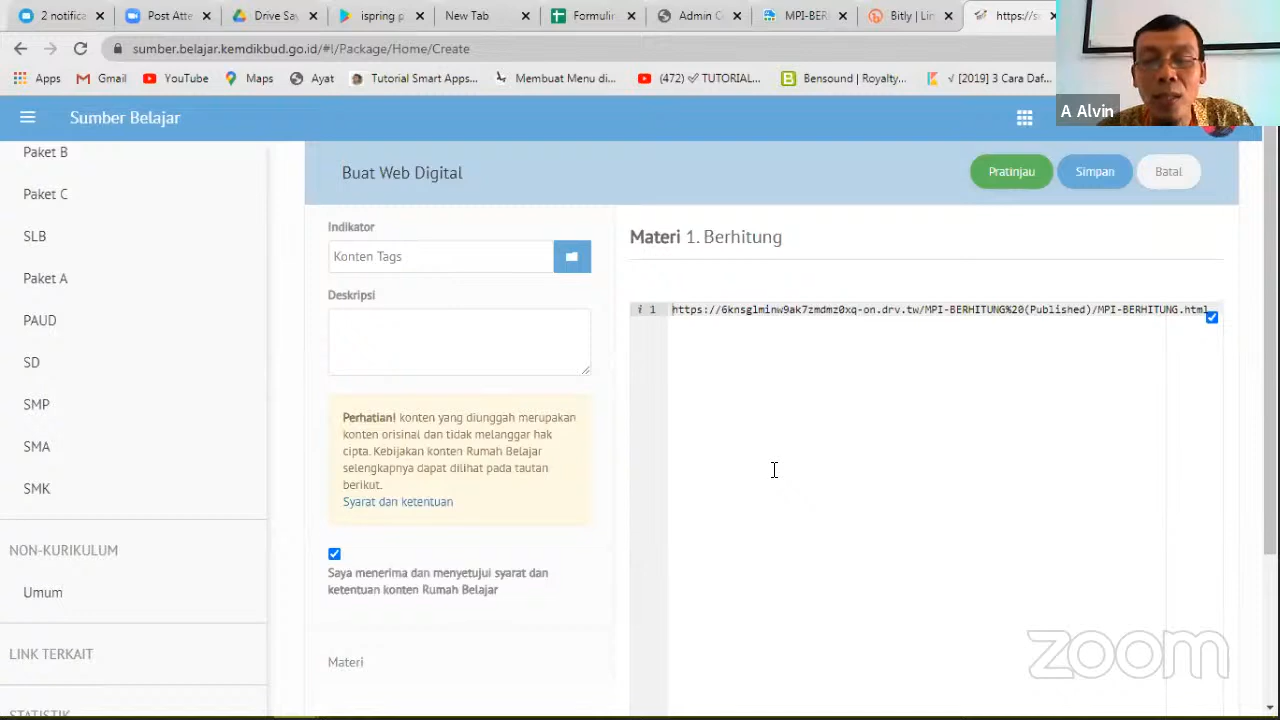 2 notifica
Post Atte
Drive Say
ispring p
New Tab
Formulir
Admin C
MPI-BER
Bitly | Lin
https://s
sumber.belajar.kemdikbud.go.id/#!/Package/Home/Create
Apps
Gmail
YouTube
Maps
Ayat
Tutorial Smart Apps...
Membuat Menu di...
(472) ✓ TUTORIAL...
Bensound | Royalty...
√ [2019] 3 Cara Daf...
A Alvin
Sumber Belajar
Paket B
Paket C
SLB
Paket A
PAUD
SD
SMP
SMA
SMK
NON-KURIKULUM
Umum
LINK TERKAIT
STATISTIK
Buat Web Digital
Pratinjau
Simpan
Batal
Indikator
Konten Tags
Deskripsi
Perhatian! konten yang diunggah merupakan
konten orisinal dan tidak melanggar hak
cipta. Kebijakan konten Rumah Belajar
selengkapnya dapat dilihat pada tautan
berikut.
Syarat dan ketentuan
Saya menerima dan menyetujui syarat dan
ketentuan konten Rumah Belajar
Materi
Materi 1. Berhitung
i 1 https://6knsglminw9ak7zmdmz0xq-on.drv.tw/MPI-BERHITUNG%20(Published)/MPI-BERHITUNG.html
zoom